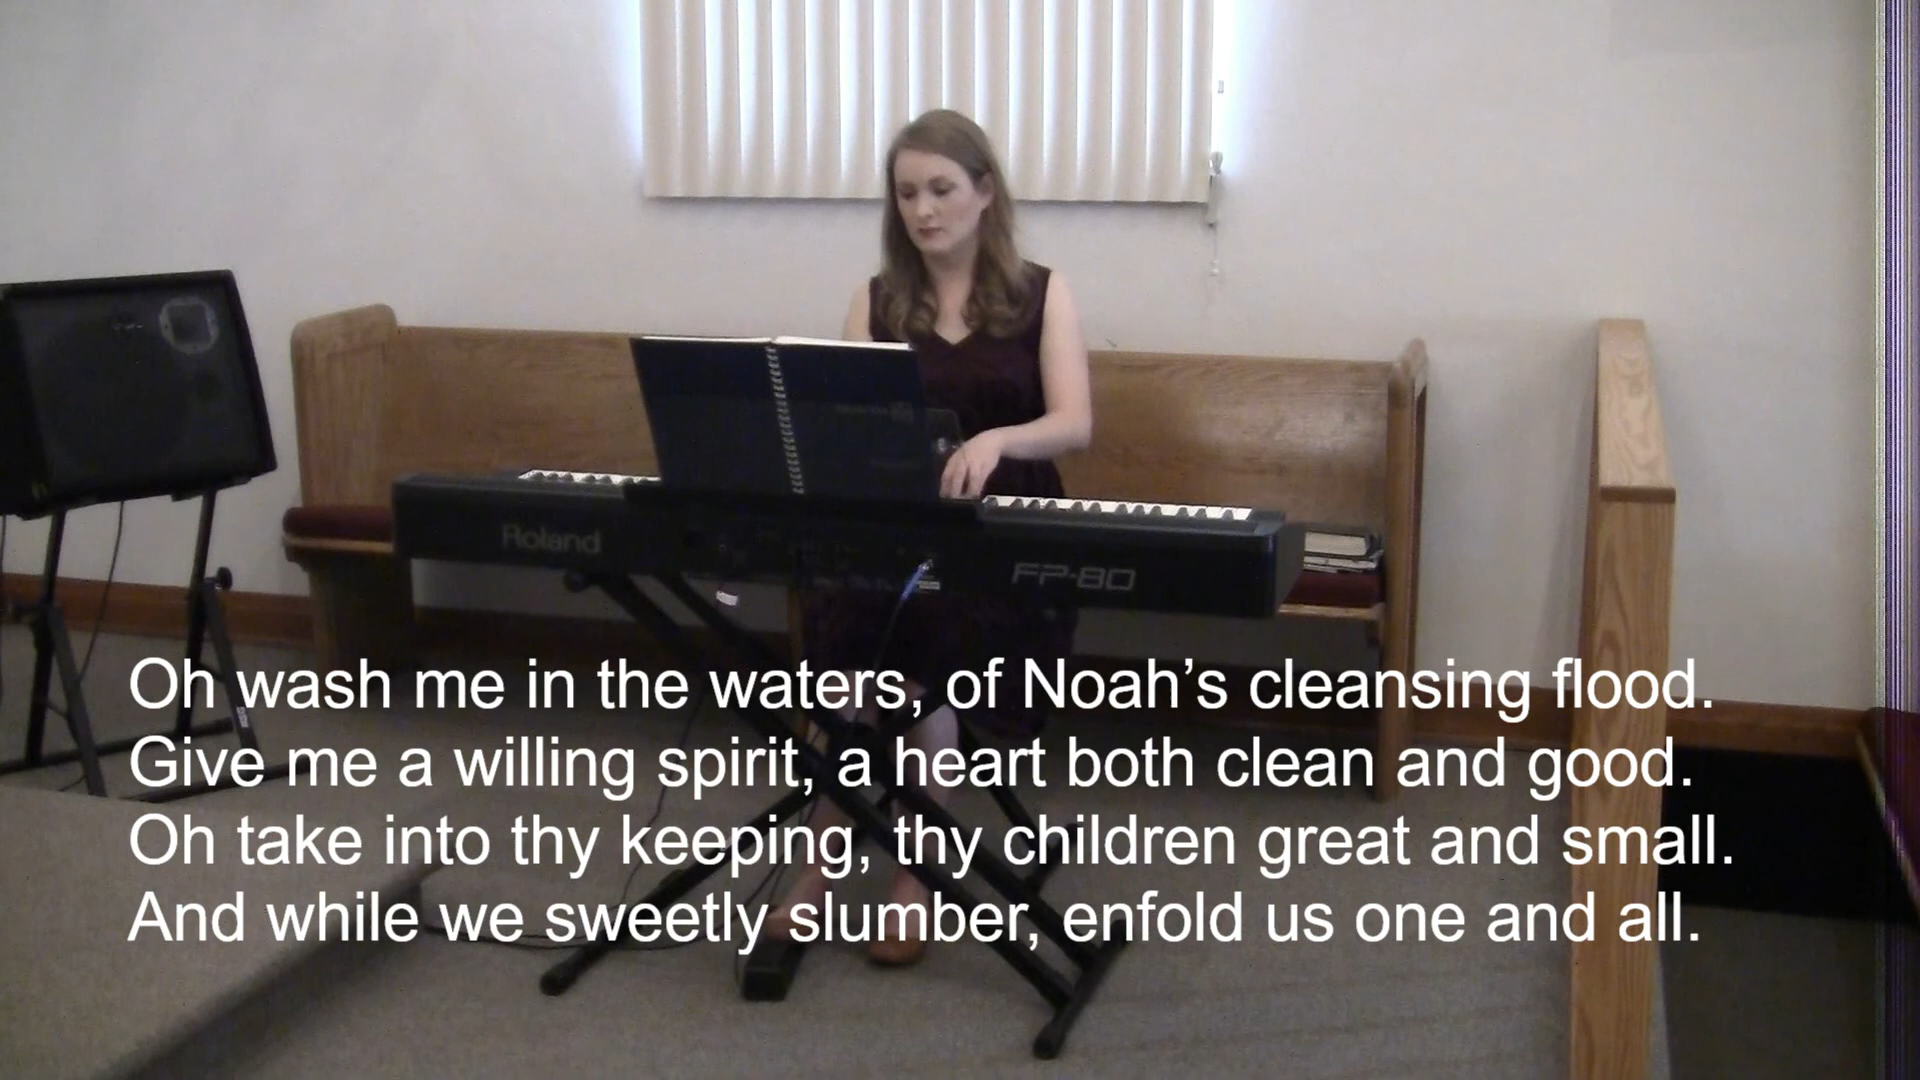 Roland
FP-80
Oh wash me in the waters, of Noah’s cleansing flood.
Give me a willing spirit, a heart both clean and good.
Oh take into thy keeping, thy children great and small.
And while we sweetly slumber, enfold us one and all.